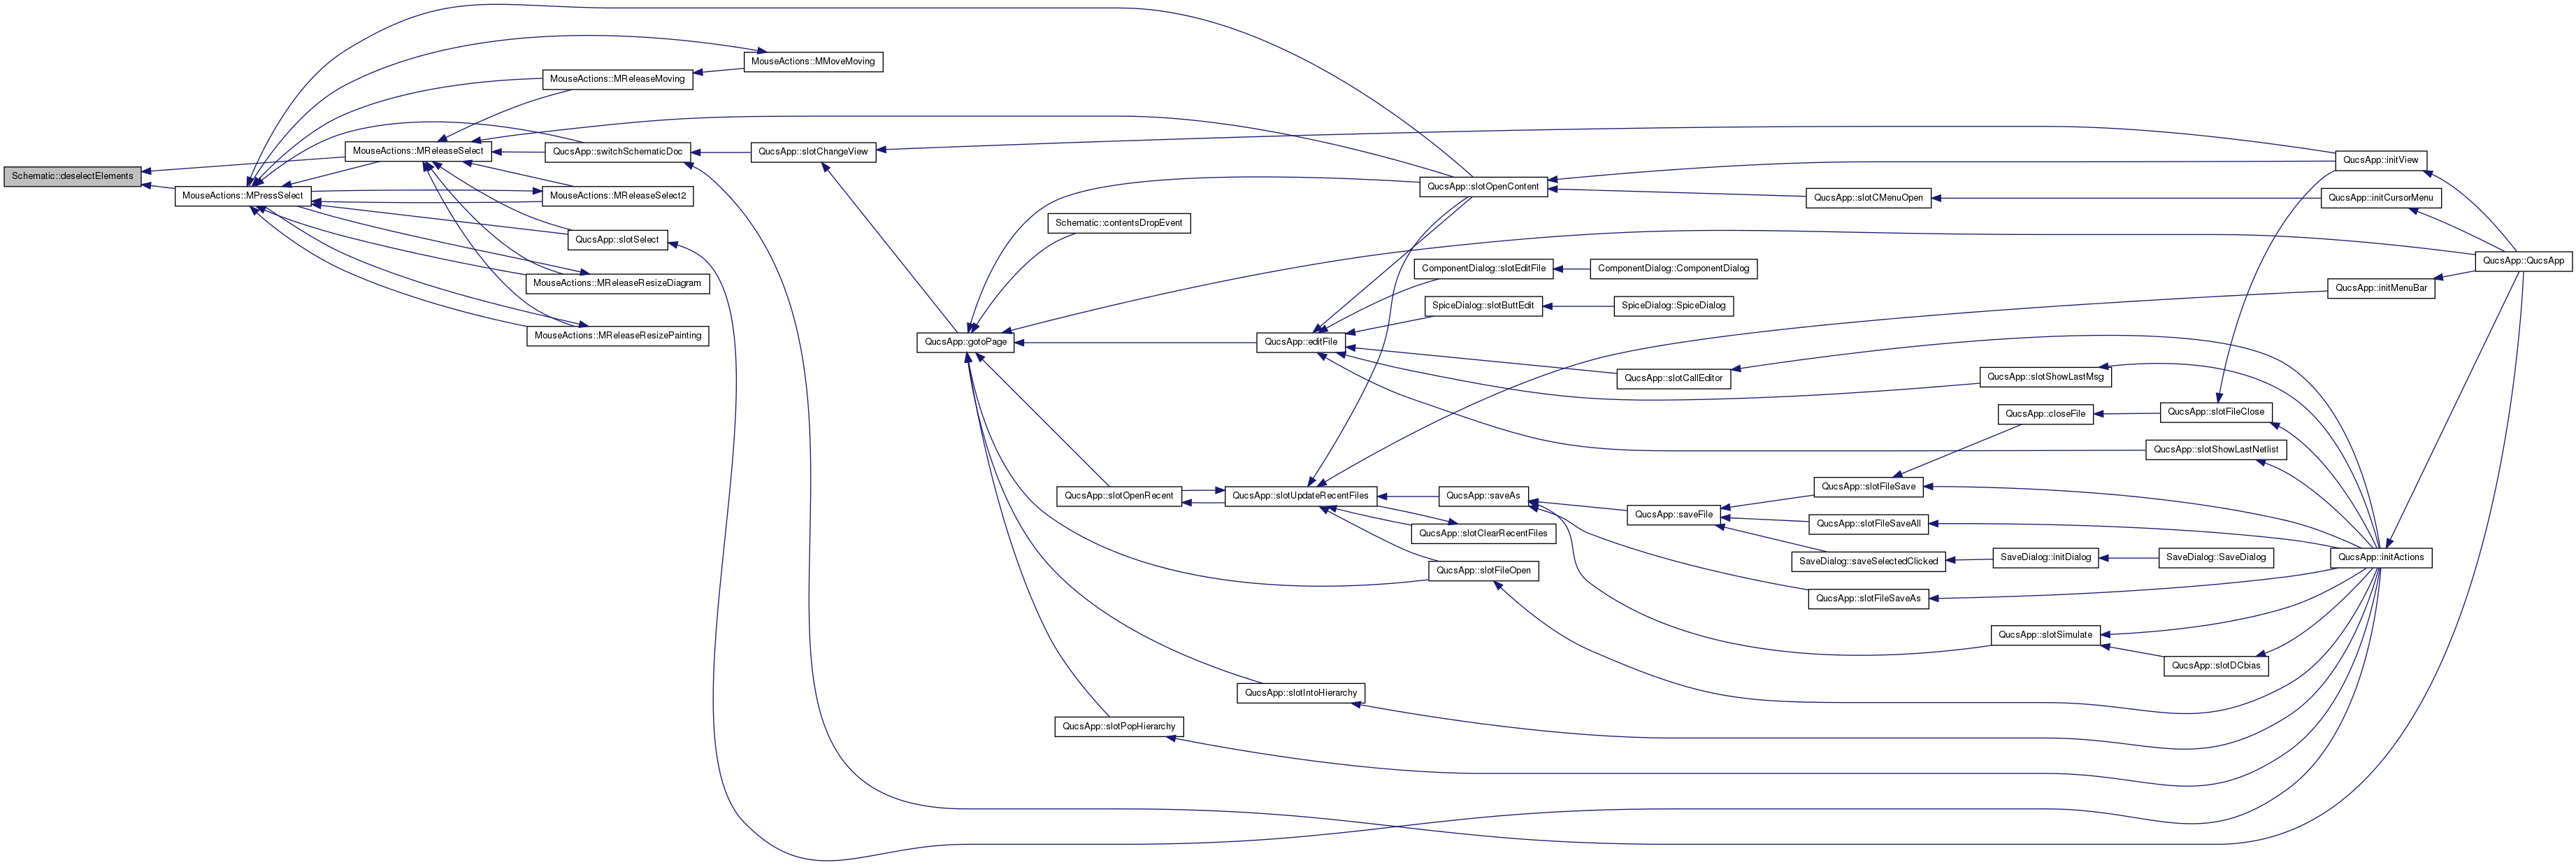 Schematic::deselectElements
MouseActions::MPressSelect
MouseActions::MReleaseSelect
MouseActions::MReleaseMoving
MouseActions::MMoveMoving
QucsApp::switchSchematicDoc
MouseActions::MReleaseSelect2
QucsApp::slotSelect
MouseActions::MReleaseResizeDiagram
MouseActions::MReleaseResizePainting
QucsApp::slotChangeView
QucsApp::gotoPage
Schematic::contentsDropEvent
QucsApp::slotOpenRecent
QucsApp::slotPopHierarchy
QucsApp::editFile
QucsApp::slotUpdateRecentFiles
QucsApp::slotIntoHierarchy
QucsApp::slotOpenContent
ComponentDialog::slotEditFile
SpiceDialog::slotButtEdit
QucsApp::saveAs
QucsApp::slotClearRecentFiles
QucsApp::slotFileOpen
ComponentDialog::ComponentDialog
SpiceDialog::SpiceDialog
QucsApp::slotCallEditor
QucsApp::saveFile
QucsApp::slotCMenuOpen
QucsApp::slotFileSave
QucsApp::slotFileSaveAll
SaveDialog::saveSelectedClicked
QucsApp::slotFileSaveAs
QucsApp::slotShowLastMsg
QucsApp::closeFile
SaveDialog::initDialog
QucsApp::slotSimulate
QucsApp::slotFileClose
QucsApp::slotShowLastNetlist
SaveDialog::SaveDialog
QucsApp::slotDCbias
QucsApp::initView
QucsApp::initCursorMenu
QucsApp::initMenuBar
QucsApp::initActions
QucsApp::QucsApp